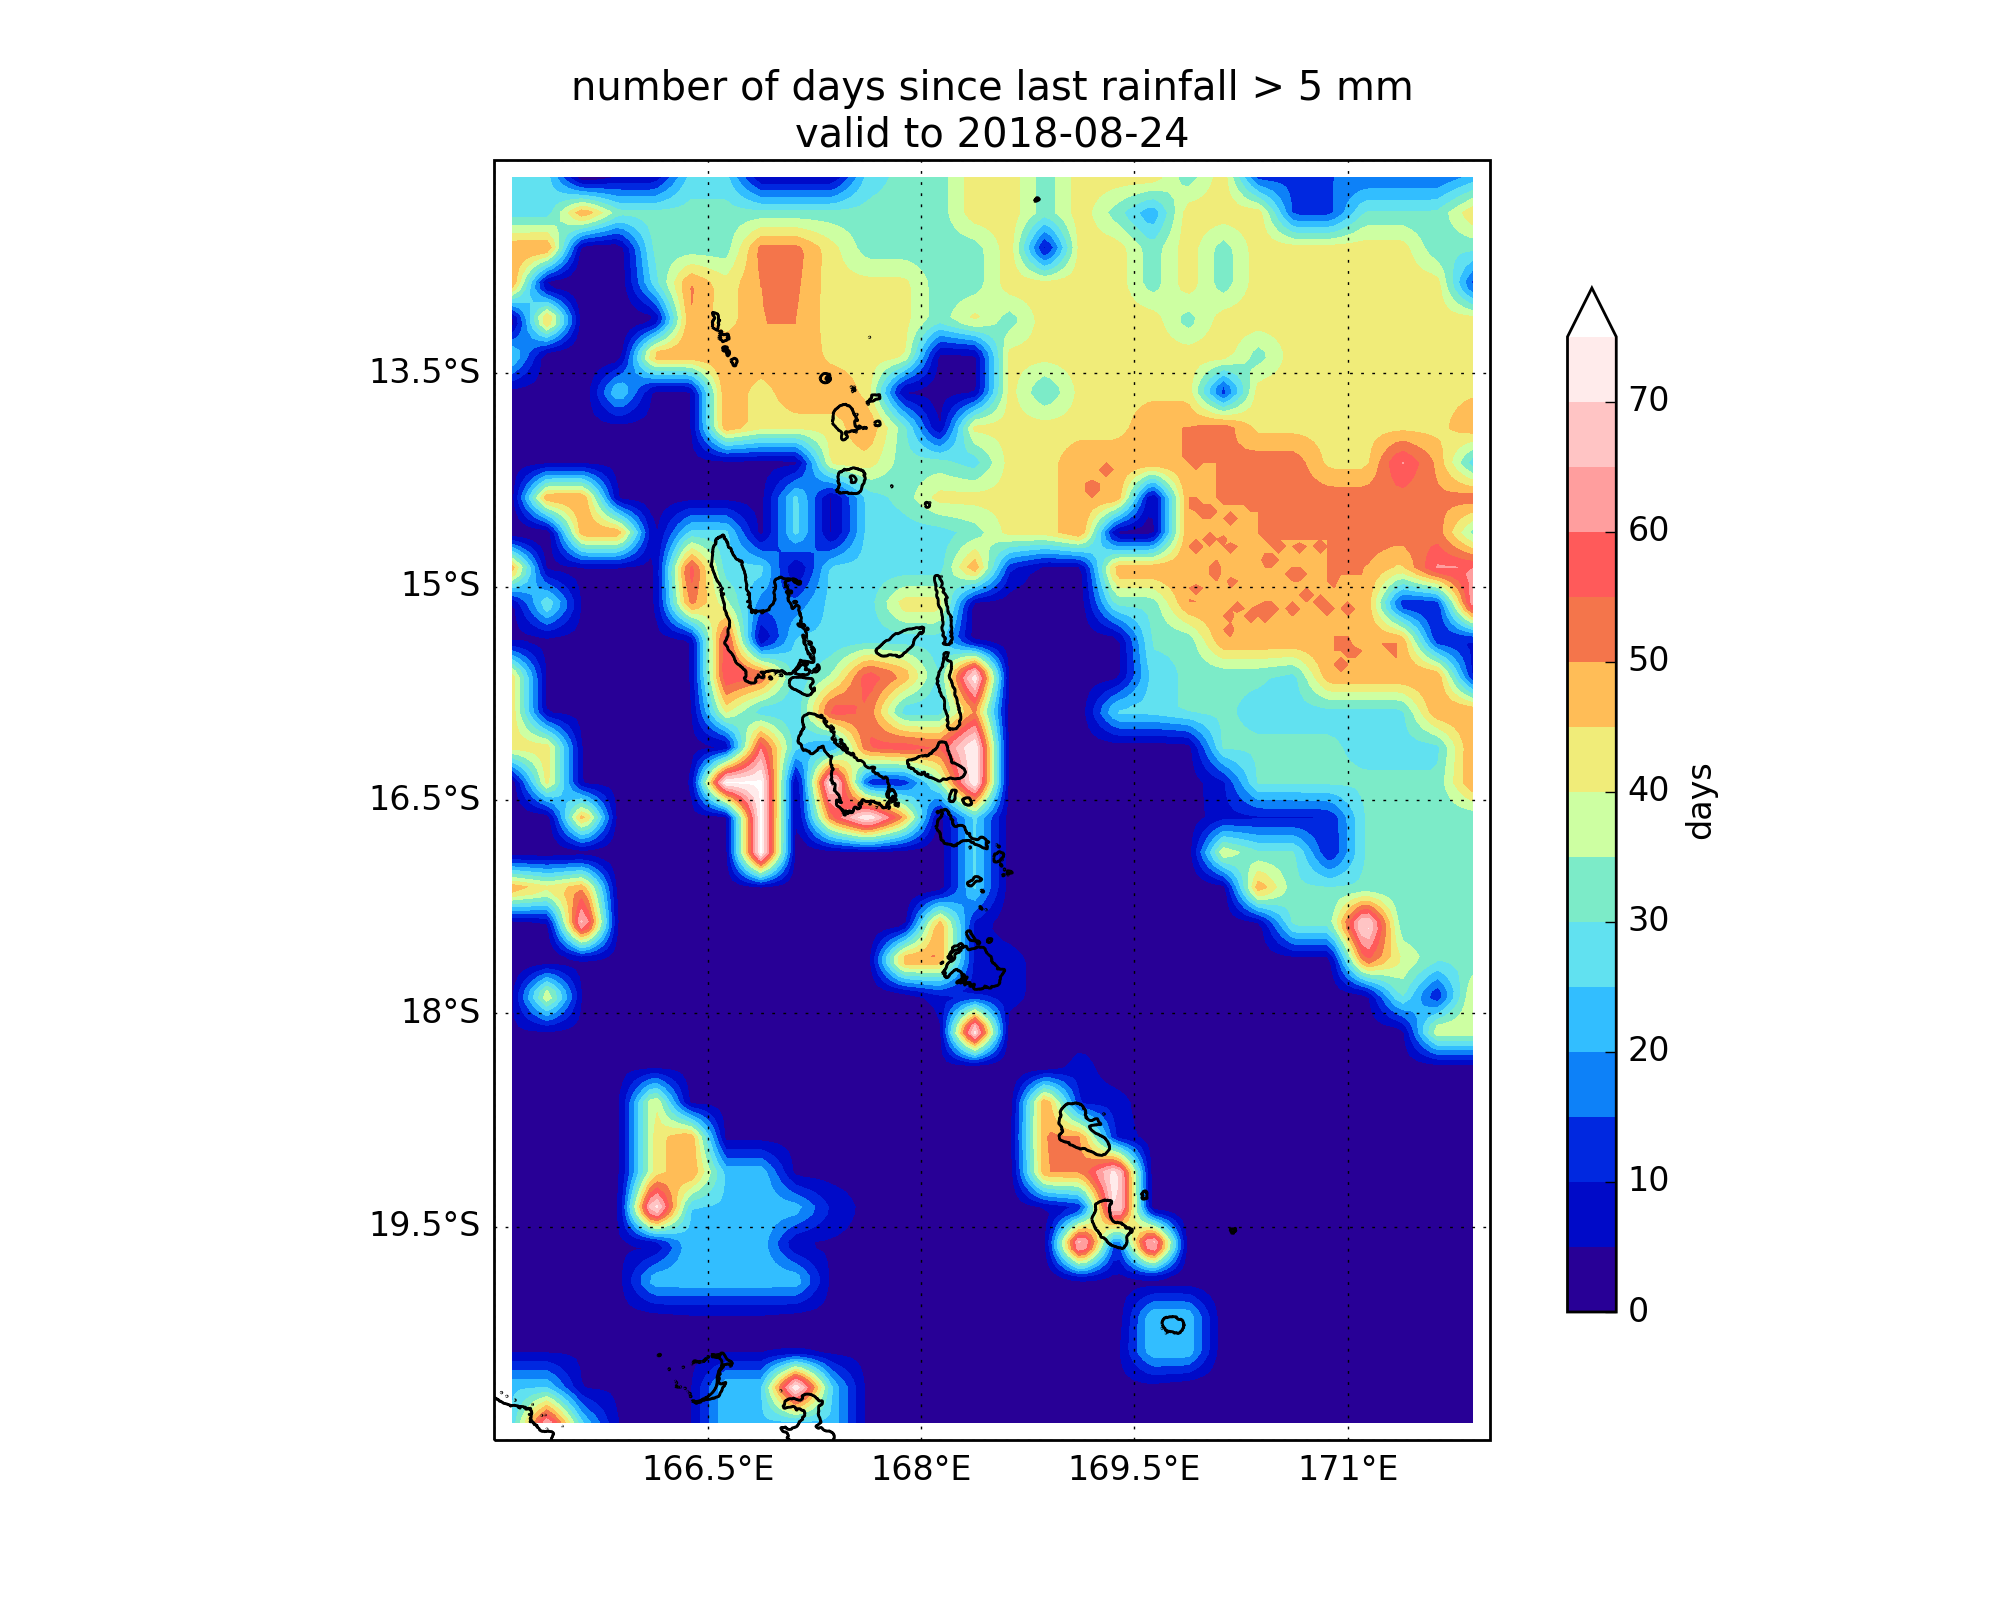 number of days since last rainfall > 5 mm
valid to 2018-08-24
13.5°S
15°S
16.5°S
18°S
19.5°S
166.5°E
168°E
169.5°E
171°E
70
60
50
40
30
20
10
0
days